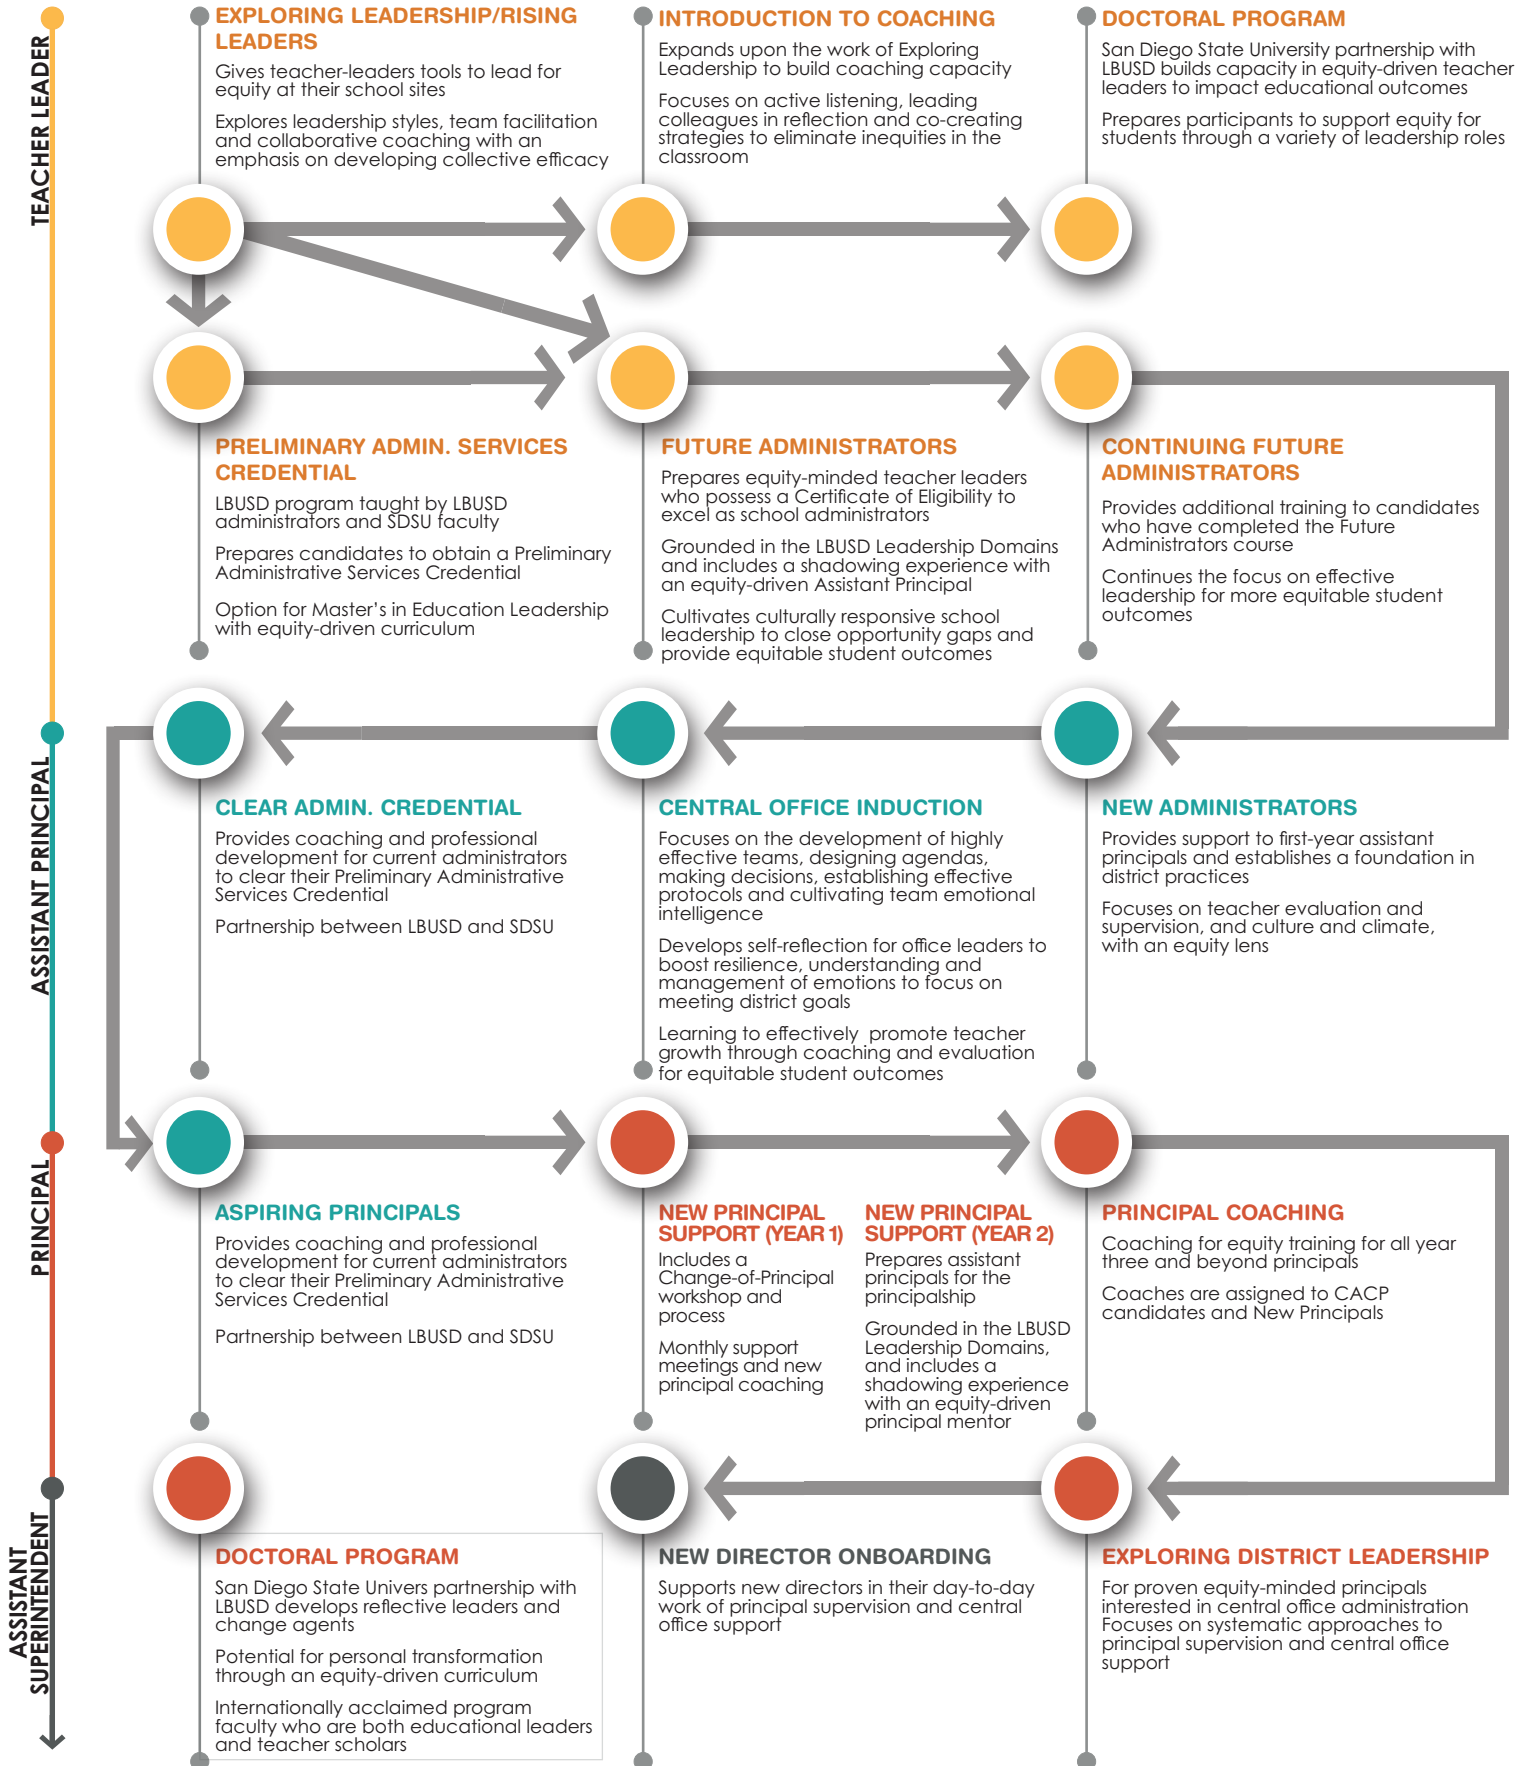 TEACHER LEADER
EXPLORING LEADERSHIP/RISING
LEADERS
Gives teacher-leaders tools to lead for
equity at their school sites
Explores leadership styles, team facilitation
and collaborative coaching with an
emphasis on developing collective efficacy
INTRODUCTION TO COACHING
Expands upon the work of Exploring
Leadership to build coaching capacity
Focuses on active listening, leading
colleagues in reflection and co-creating
strategies to eliminate inequities in the
classroom
DOCTORAL PROGRAM
San Diego State University partnership with
LBUSD builds capacity in equity-driven teacher
leaders to impact educational outcomes
Prepares participants to support equity for
students through a variety of leadership roles
PRELIMINARY ADMIN. SERVICES
CREDENTIAL
LBUSD program taught by LBUSD
administrators and SDSU faculty
Prepares candidates to obtain a Preliminary
Administrative Services Credential
Option for Master's in Education Leadership
with equity-driven curriculum
FUTURE ADMINISTRATORS
Prepares equity-minded teacher leaders
who possess a Certificate of Eligibility to
excel as school administrators
Grounded in the LBUSD Leadership Domains
and includes a shadowing experience with
an equity-driven Assistant Principal
Cultivates culturally responsive school
leadership to close opportunity gaps and
provide equitable student outcomes
CONTINUING FUTURE
ADMINISTRATORS
Provides additional training to candidates
who have completed the Future
Administrators course
Continues the focus on effective
leadership for more equitable student
outcomes
ASSISTANT PRINCIPAL
CLEAR ADMIN. CREDENTIAL
Provides coaching and professional
development for current administrators
to clear their Preliminary Administrative
Services Credential
Partnership between LBUSD and SDSU
CENTRAL OFFICE INDUCTION
Focuses on the development of highly
effective teams, designing agendas,
making decisions, establishing effective
protocols and cultivating team emotional
intelligence
Develops self-reflection for office leaders to
boost resilience, understanding and
management of emotions to focus on
meeting district goals
Learning to effectively promote teacher
growth through coaching and evaluation
for equitable student outcomes
NEW ADMINISTRATORS
Provides support to first-year assistant
principals and establishes a foundation in
district practices
Focuses on teacher evaluation and
supervision, and culture and climate,
with an equity lens
PRINCIPAL
ASPIRING PRINCIPALS
Provides coaching and professional
development for current administrators
to clear their Preliminary Administrative
Services Credential
Partnership between LBUSD and SDSU
NEW PRINCIPAL
SUPPORT (YEAR 1)
Includes a
Change-of-Principal
workshop and
process
Monthly support
meetings and new
principal coaching
NEW PRINCIPAL
SUPPORT (YEAR 2)
Prepares assistant
principals for the
principalship
Grounded in the LBUSD
Leadership Domains,
and includes a
shadowing experience
with an equity-driven
principal mentor
PRINCIPAL COACHING
Coaching for equity training for all year
three and beyond principals
Coaches are assigned to CACP
candidates and New Principals
ASSISTANT
SUPERINTENDENT
DOCTORAL PROGRAM
San Diego State Univers partnership with
LBUSD develops reflective leaders and
change agents
Potential for personal transformation
through an equity-driven curriculum
Internationally acclaimed program
faculty who are both educational leaders
and teacher scholars
NEW DIRECTOR ONBOARDING
Supports new directors in their day-to-day
work of principal supervision and central
office support
EXPLORING DISTRICT LEADERSHIP
For proven equity-minded principals
interested in central office administration
Focuses on systematic approaches to
principal supervision and central office
support